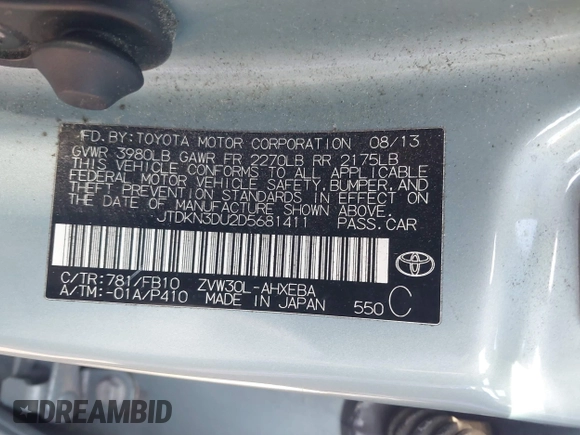 MFD. BY: TOYOTA MOTOR CORPORATION 08/13
GVWR 3980LB GAWR FR 2270LB RR 2175LB
THIS VEHICLE CONFORMS TO ALL APPLICABLE
FEDERAL MOTOR VEHICLE SAFETY, BUMPER, AND
THEFT PREVENTION STANDARDS IN EFFECT ON
THE DATE OF MANUFACTURE SHOWN ABOVE.
JTDKN3DU2D5681411 PASS. CAR
C/TR: 781/FB10 ZVW30L-AHXEBA
A/TM: -01A/P410 MADE IN JAPAN 550 C
TOYOTA
DREAMBID